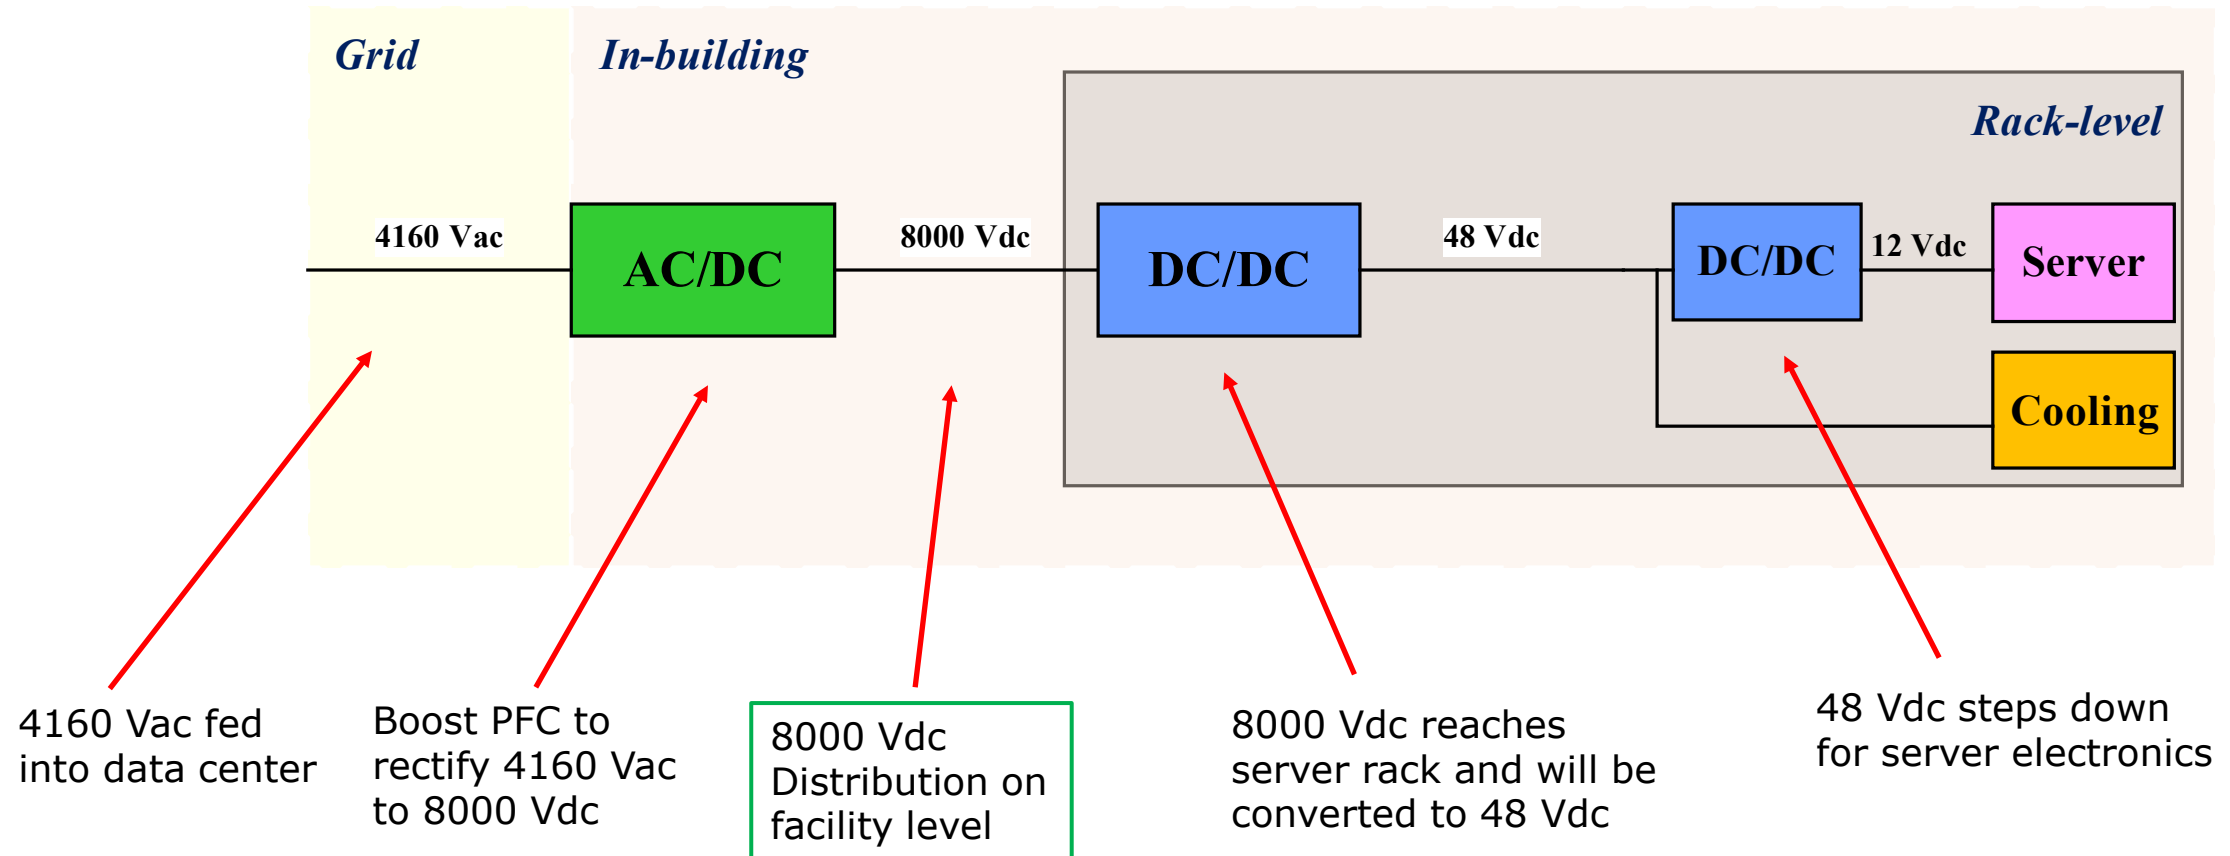 Grid
In-building
Rack-level
4160 Vac
AC/DC
8000 Vdc
DC/DC
48 Vdc
DC/DC
12 Vdc
Server
Cooling
4160 Vac fed
into data center
Boost PFC to
rectify 4160 Vac
to 8000 Vdc
8000 Vdc
Distribution on
facility level
8000 Vdc reaches
server rack and will be
converted to 48 Vdc
48 Vdc steps down
for server electronics